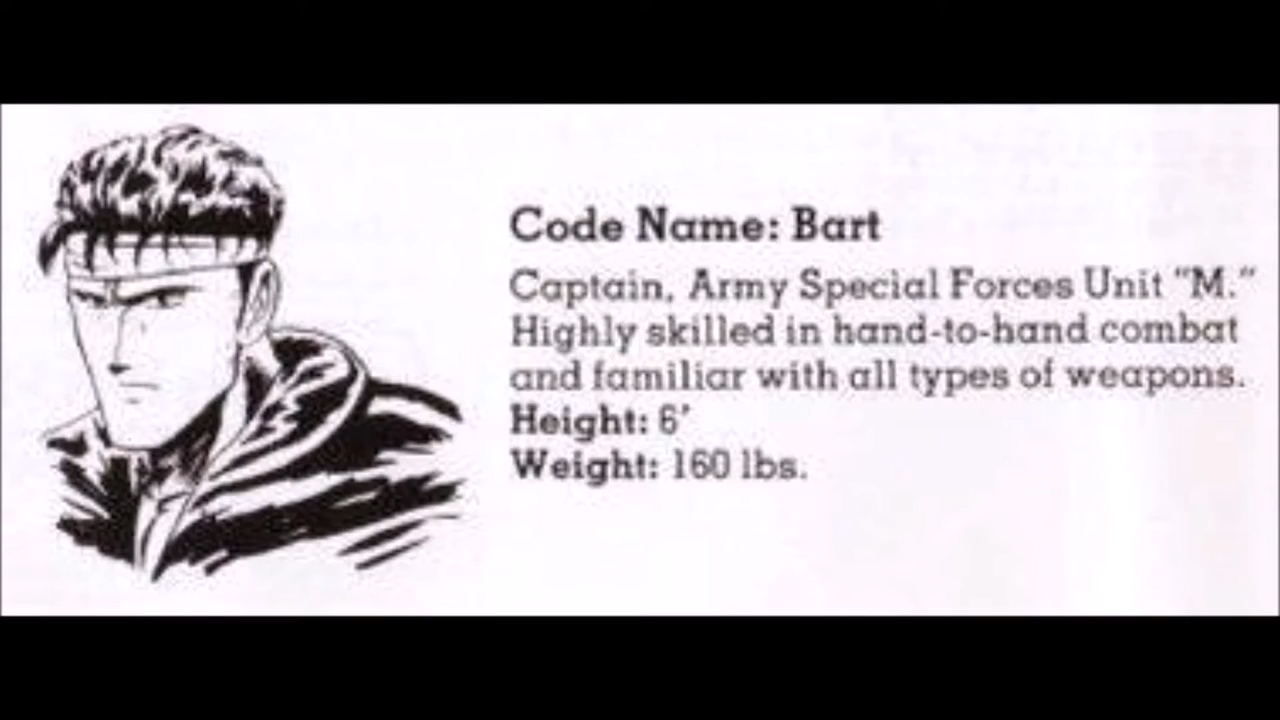 Code Name: Bart
Captain, Army Special Forces Unit "M."
Highly skilled in hand-to-hand combat
and familiar with all types of weapons.
Height: 6'
Weight: 160 lbs.